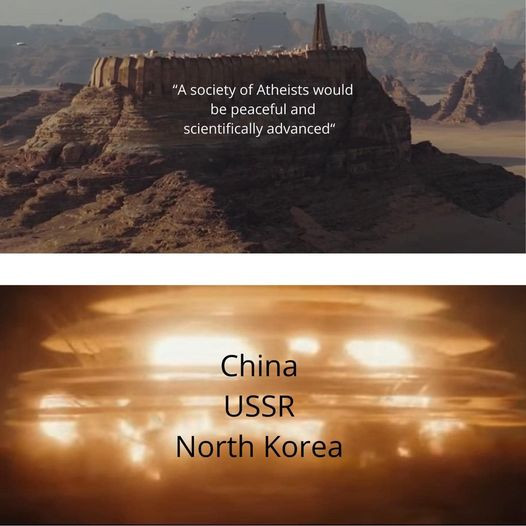 "A society of Atheists would
be peaceful and
scientifically advanced"
China
USSR
North Korea